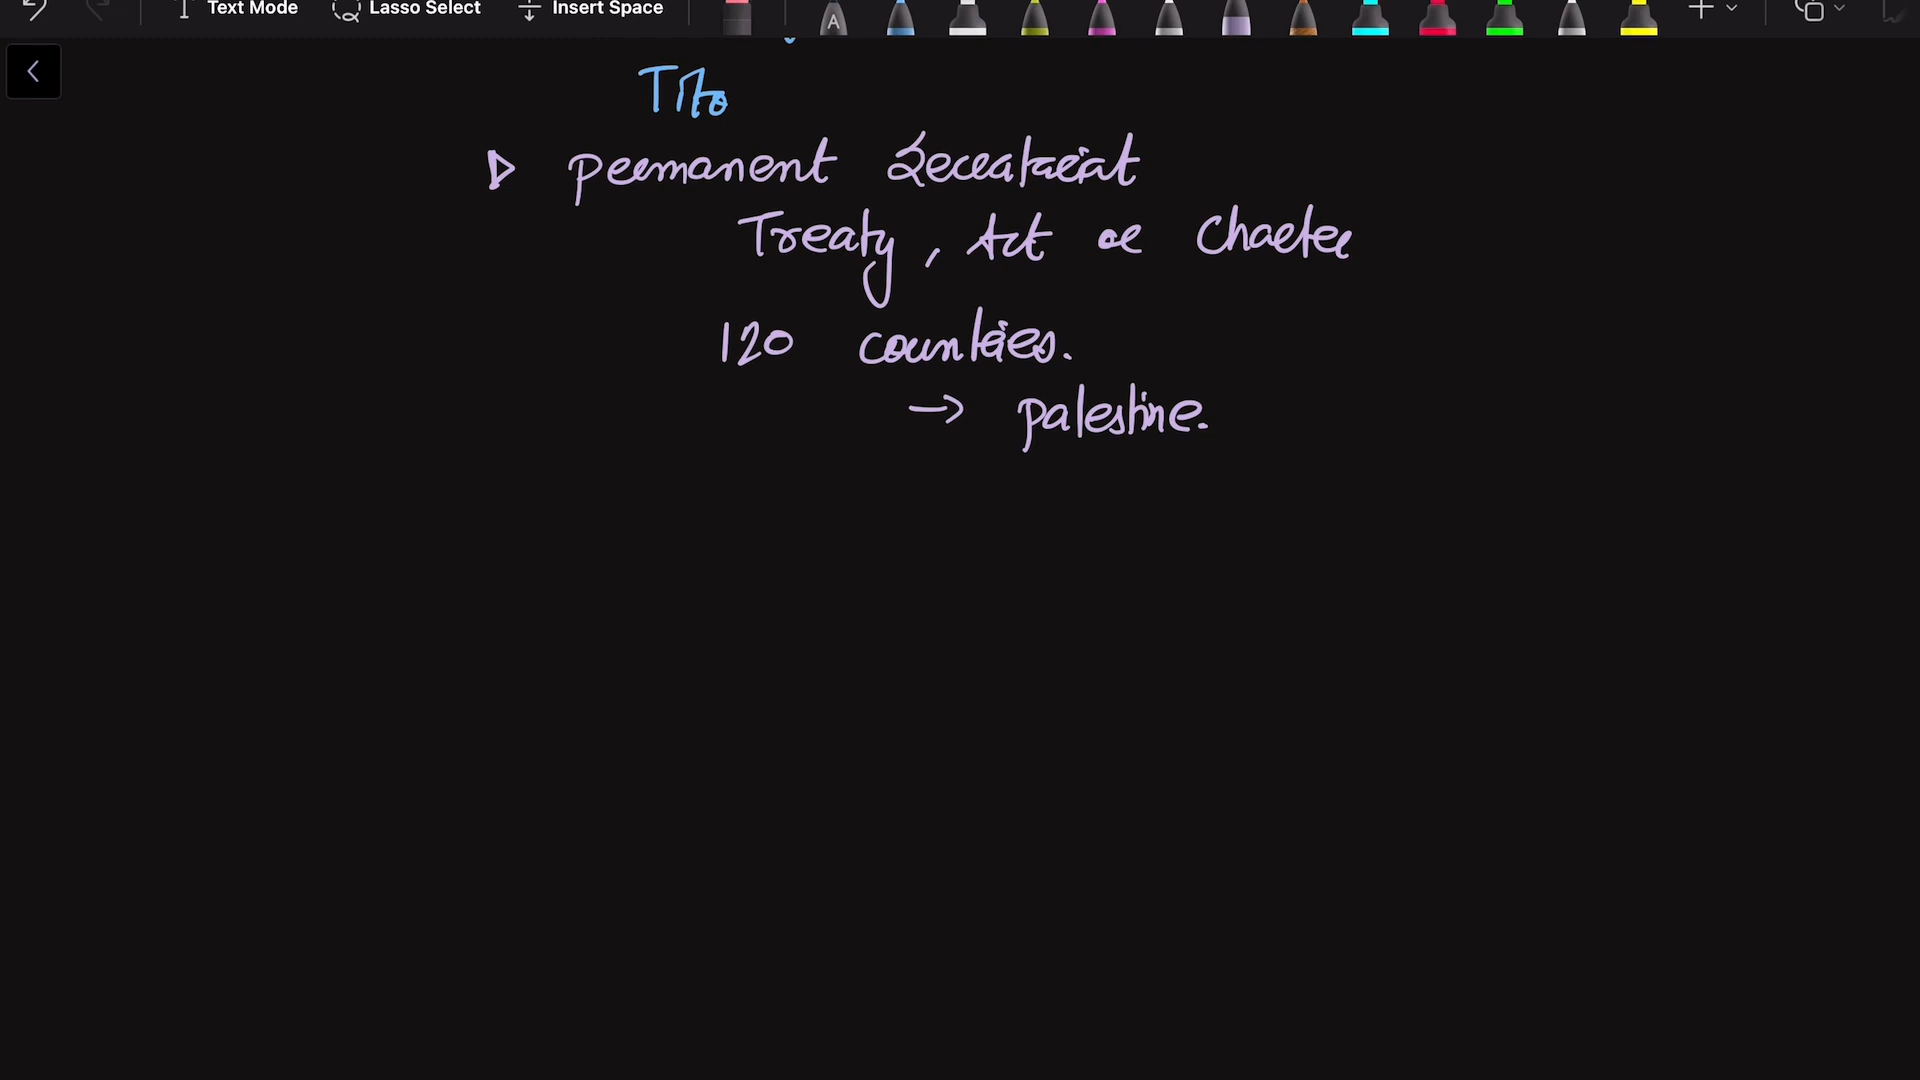 Text Mode Lasso Select Insert Space
A
Tito
permanent Secretariat
Treaty, Act or Charter
120 countries.
→ palestine.